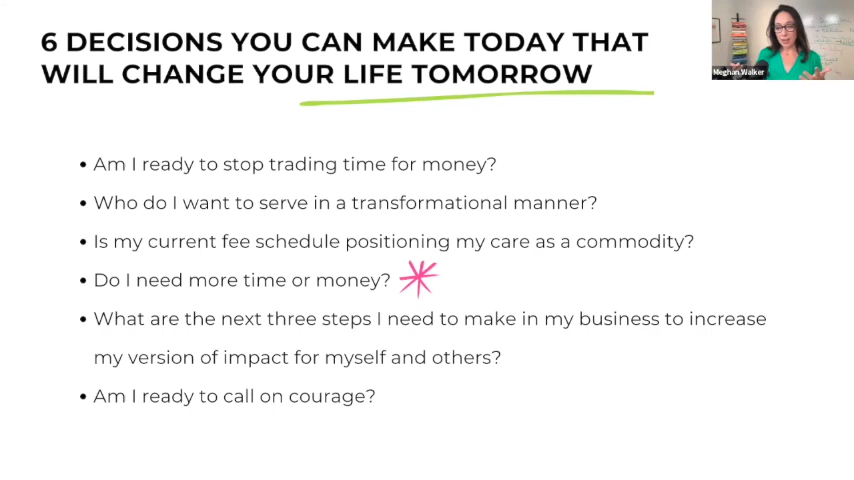 6 DECISIONS YOU CAN MAKE TODAY THAT
WILL CHANGE YOUR LIFE TOMORROW
Meghan Walker
• Am I ready to stop trading time for money?
• Who do I want to serve in a transformational manner?
• Is my current fee schedule positioning my care as a commodity?
• Do I need more time or money?
• What are the next three steps I need to make in my business to increase
my version of impact for myself and others?
• Am I ready to call on courage?